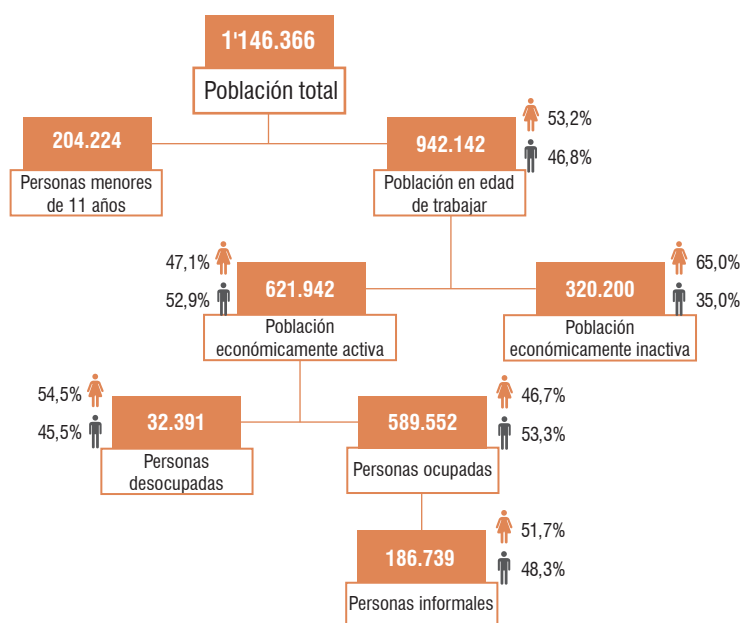 1'146.366
Población total
204.224
Personas menores
de 11 años
942.142
Población en edad
de trabajar
53,2%
46,8%
47,1%
52,9%
621.942
Población
económicamente activa
320.200
Población
económicamente inactiva
65,0%
35,0%
54,5%
45,5%
32.391
Personas
desocupadas
589.552
Personas ocupadas
46,7%
53,3%
186.739
Personas informales
51,7%
48,3%